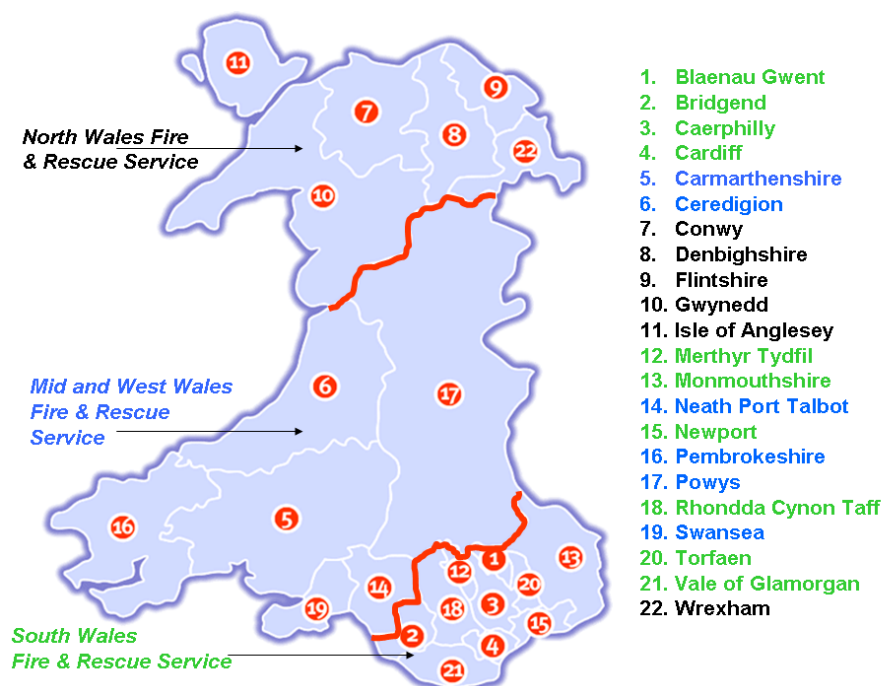 11
9
7
8
22
North Wales Fire
& Rescue Service
10
6
17
Mid and West Wales
Fire & Rescue
Service
16
5
13
1
12
20
14
19
18
3
15
2
4
21
South Wales
Fire & Rescue Service
1. Blaenau Gwent
2. Bridgend
3. Caerphilly
4. Cardiff
5. Carmarthenshire
6. Ceredigion
7. Conwy
8. Denbighshire
9. Flintshire
10. Gwynedd
11. Isle of Anglesey
12. Merthyr Tydfil
13. Monmouthshire
14. Neath Port Talbot
15. Newport
16. Pembrokeshire
17. Powys
18. Rhondda Cynon Taff
19. Swansea
20. Torfaen
21. Vale of Glamorgan
22. Wrexham